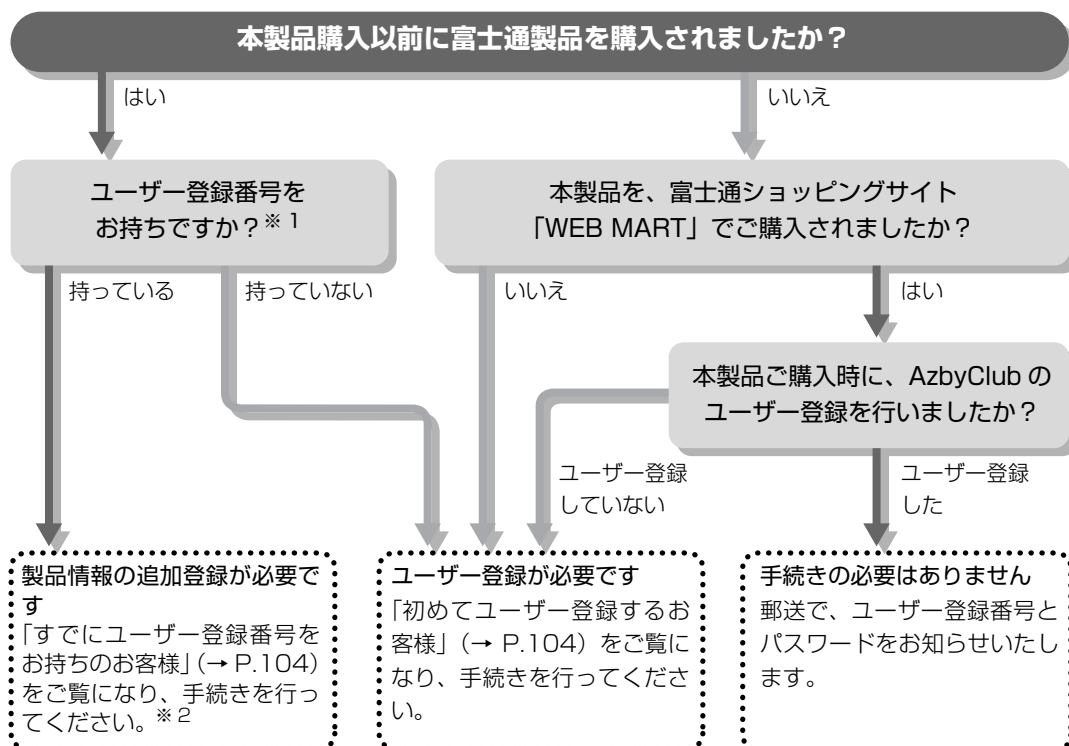 本製品購入以前に富士通製品を購入されましたか？
はい
いいえ
ユーザー登録番号を
お持ちですか？※1
本製品を、富士通ショッピングサイト
「WEB MART」でご購入されましたか？
持っている
持っていない
いいえ
はい
本製品ご購入時に、AzbyClub の
ユーザー登録を行いましたか？
ユーザー登録
していない
ユーザー登録
した
製品情報の追加登録が必要で
す
「すでにユーザー登録番号を
お持ちのお客様」（→ P.104）
をご覧になり、手続きを行っ
てください。※2
ユーザー登録が必要です
「初めてユーザー登録するお
客様」（→ P.104）をご覧に
なり、手続きを行ってくださ
い。
手続きの必要はありません
郵送で、ユーザー登録番号と
パスワードをお知らせいたし
ます。